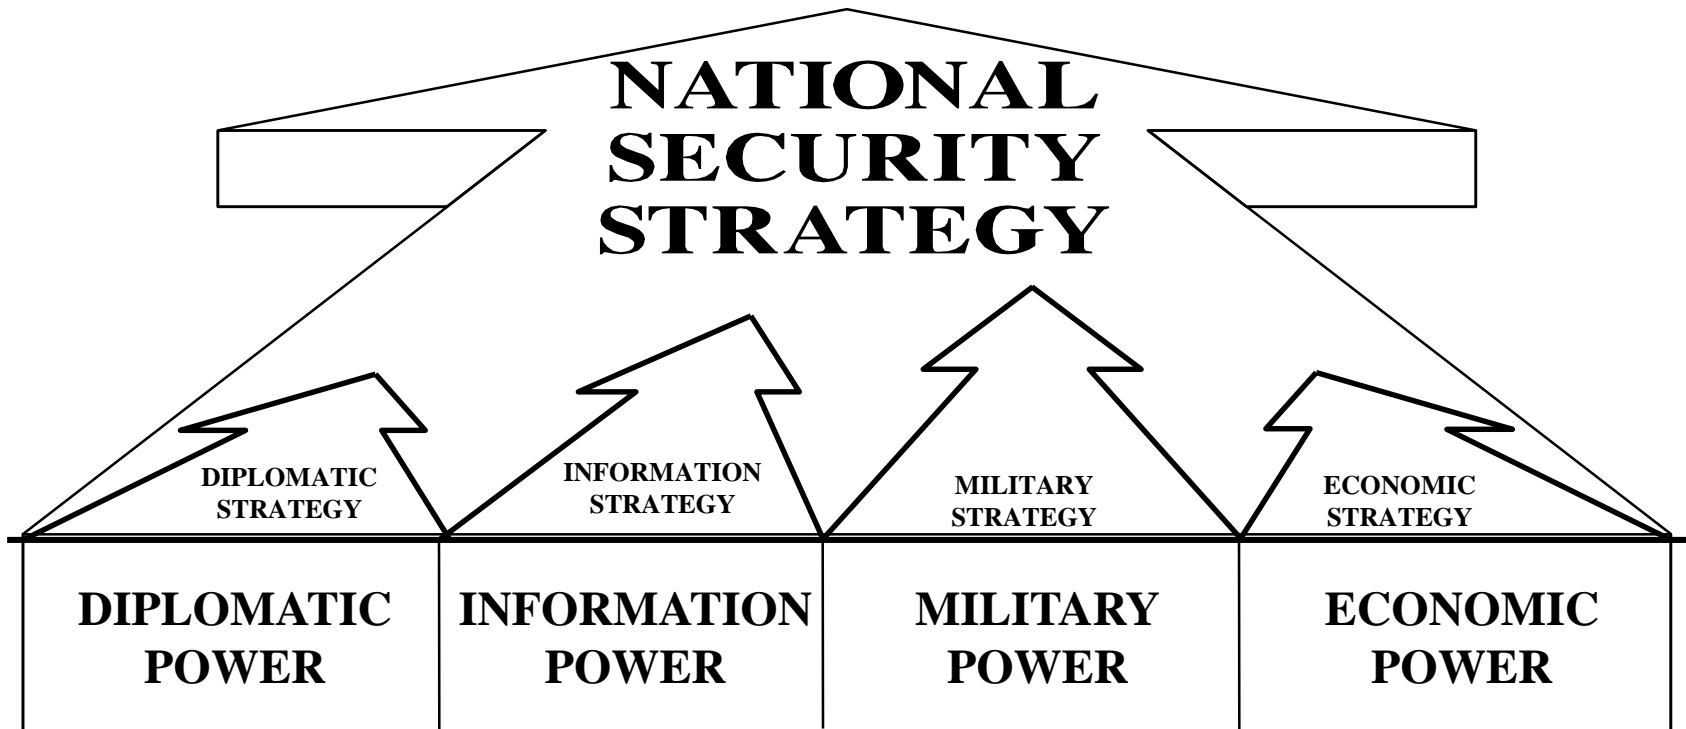 NATIONAL
SECURITY
STRATEGY
DIPLOMATIC
STRATEGY
INFORMATION
STRATEGY
MILITARY
STRATEGY
ECONOMIC
STRATEGY
DIPLOMATIC
POWER
INFORMATION
POWER
MILITARY
POWER
ECONOMIC
POWER